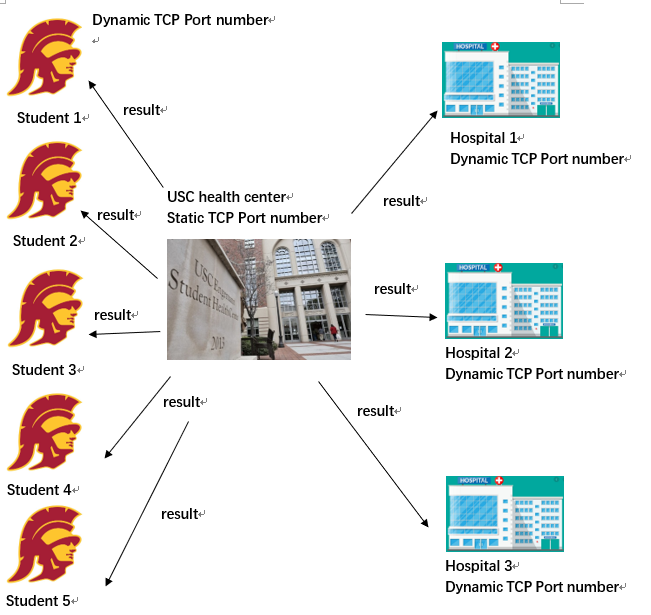 Dynamic TCP Port number
Student 1
result
Student 2
result
Student 3
result
Student 4
result
Student 5
result
USC health center
Static TCP Port number
USC Engemann
Student Health Center
2013
result
HOSPITAL
Hospital 1
Dynamic TCP Port number
result
HOSPITAL
Hospital 2
Dynamic TCP Port number
result
HOSPITAL
Hospital 3
Dynamic TCP Port number